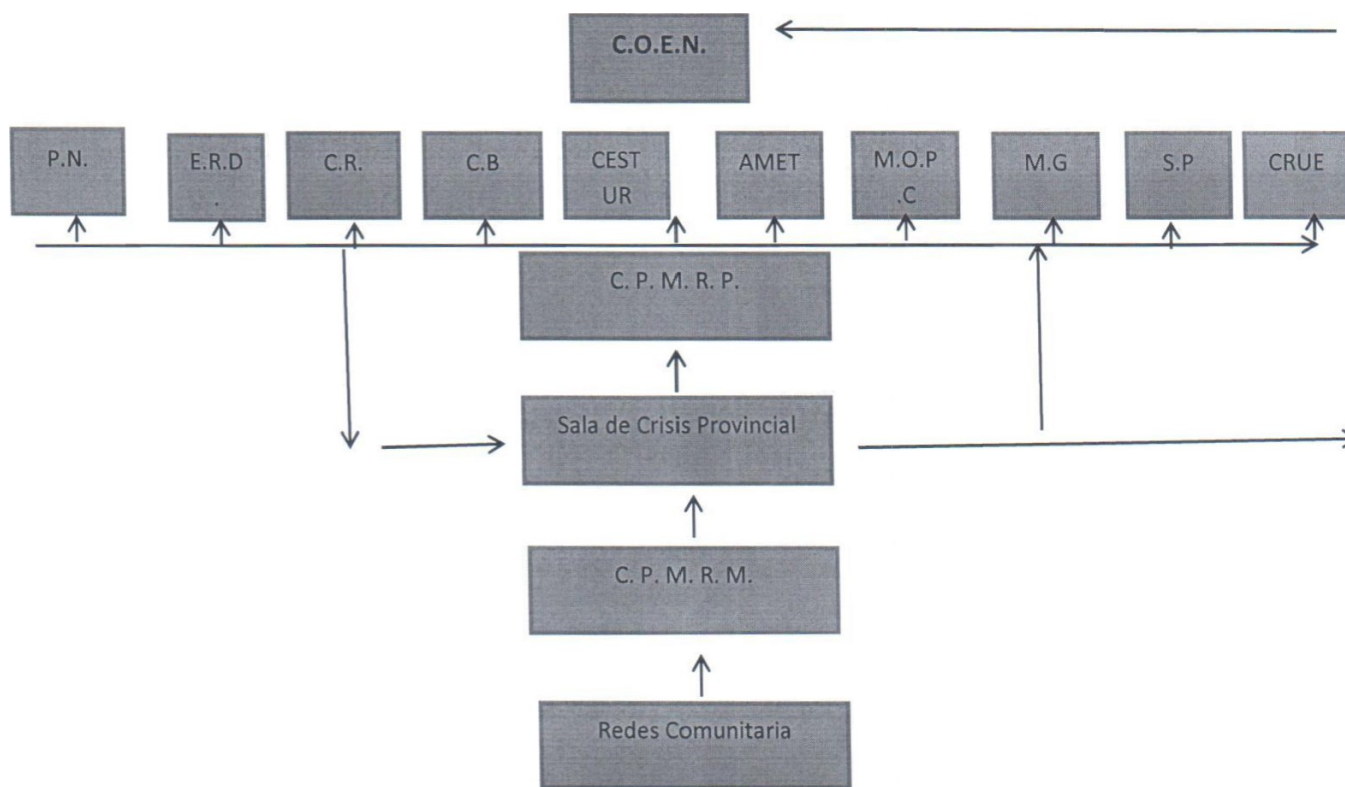 C.O.E.N.
P.N.
E.R.D
.
C.R.
C.B
CEST
UR
AMET
M.O.P
.C
M.G
S.P
CRUE
C. P. M. R. P.
Sala de Crisis Provincial
C. P. M. R. M.
Redes Comunitaria